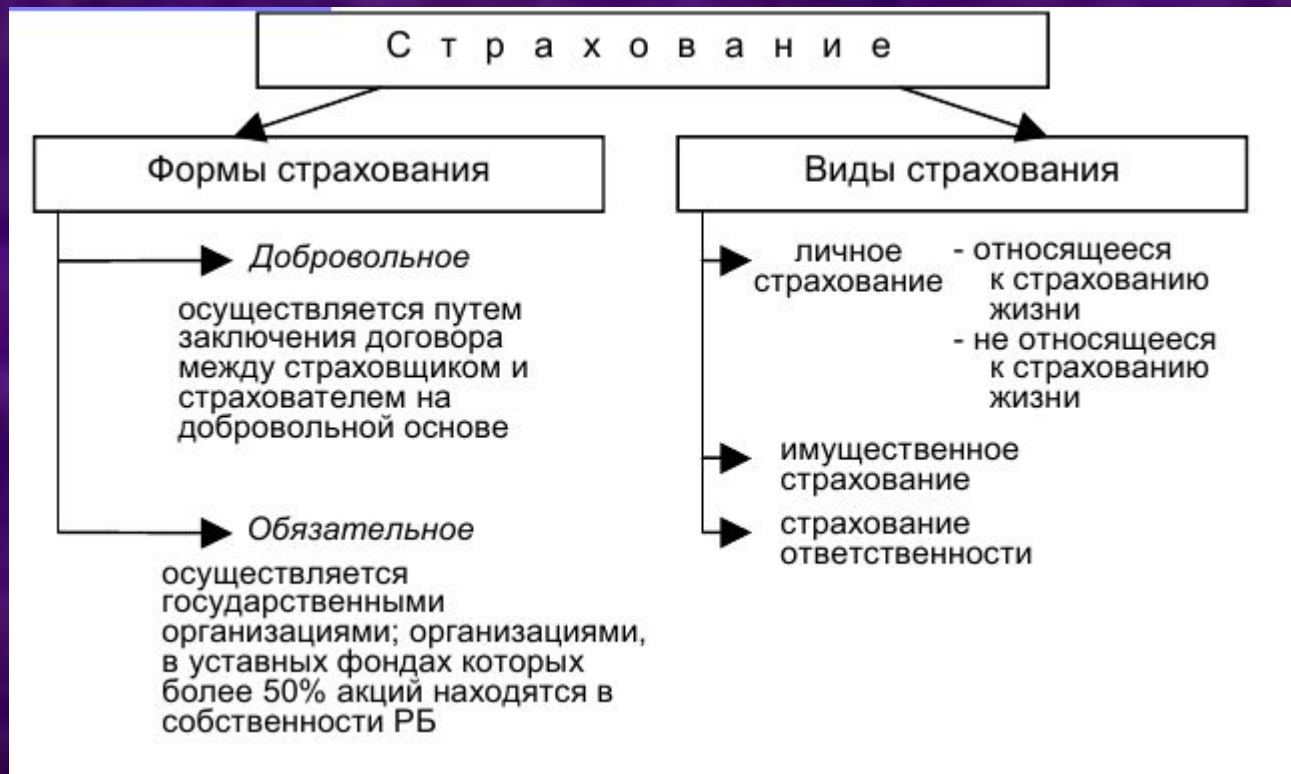 С т р а х о в а н и е
Формы страхования
Добровольное
осуществляется путем
заключения договора
между страховщиком и
страхователем на
добровольной основе
Обязательное
осуществляется
государственными
организациями; организациями,
в уставных фондах которых
более 50% акций находятся в
собственности РБ
Виды страхования
личное
страхование
- относящееся
к страхованию
жизни
- не относящееся
к страхованию
жизни
имущественное
страхование
страхование
ответственности